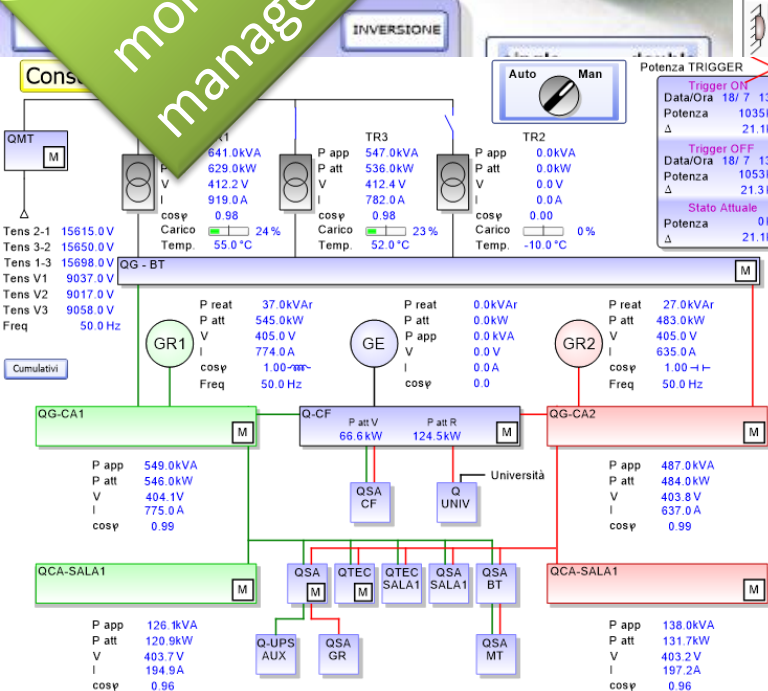 INVERSIONE
Auto Man
Potenza TRIGGER
Trigger ON
Data/Ora 18/ 7
Potenza
Δ
Trigger OFF
Data/Ora 18/ 7
Potenza
Δ
Stato Attuale
Potenza
Δ
QMT
M
TR3
TR2
641.0kVA
629.0kW
V 412.2 V
I 919.0 A
cosφ 0.98
Carico 24 %
Temp. 55.0 °C
P app 547.0kVA
P att 536.0kW
V 412.4 V
I 782.0 A
cosφ 0.98
Carico 23 %
Temp. 52.0 °C
P app 0.0kVA
P att 0.0kW
V 0.0 V
I 0.0 A
cosφ 0.00
Carico 0 %
Temp. -10.0 °C
Tens 2-1 15615.0 V
Tens 3-2 15650.0 V
Tens 1-3 15698.0 V
Tens V1 9037.0 V
Tens V2 9017.0 V
Tens V3 9058.0 V
Freq 50.0 Hz
Cumulativi
QG - BT
M
GR1
P reat 37.0kVAr
P att 545.0kW
V 405.0 V
I 774.0 A
cosφ 1.00
Freq 50.0 Hz
GE
P reat 0.0kVAr
P att 0.0kW
P app 0.0 kVA
V 0.0 V
I 0.0 A
cosφ 0.0
GR2
P reat 27.0kVAr
P att 483.0kW
V 405.0 V
I 635.0 A
cosφ 1.00
Freq 50.0 Hz
QG-CA1
M
Q-CF
P att V P att R
66.6 kW 124.5kW
M
QG-CA2
M
P app 549.0kVA
P att 546.0kW
V 404.1V
I 775.0 A
cosφ 0.99
QSA
CF
Q
UNIV
Università
P app 487.0kVA
P att 484.0kW
V 403.8 V
I 637.0 A
cosφ 0.99
QCA-SALA1
M
QSA
M
QTEC
M
QTEC
SALA1
QSA
SALA1
QSA
BT
QCA-SALA1
M
P app 126.1kVA
P att 120.9kW
V 403.7 V
I 194.9A
cosφ 0.96
Q-UPS
AUX
QSA
GR
QSA
MT
P app 138.0kVA
P att 131.7kW
V 403.2 V
I 197.2A
cosφ 0.96